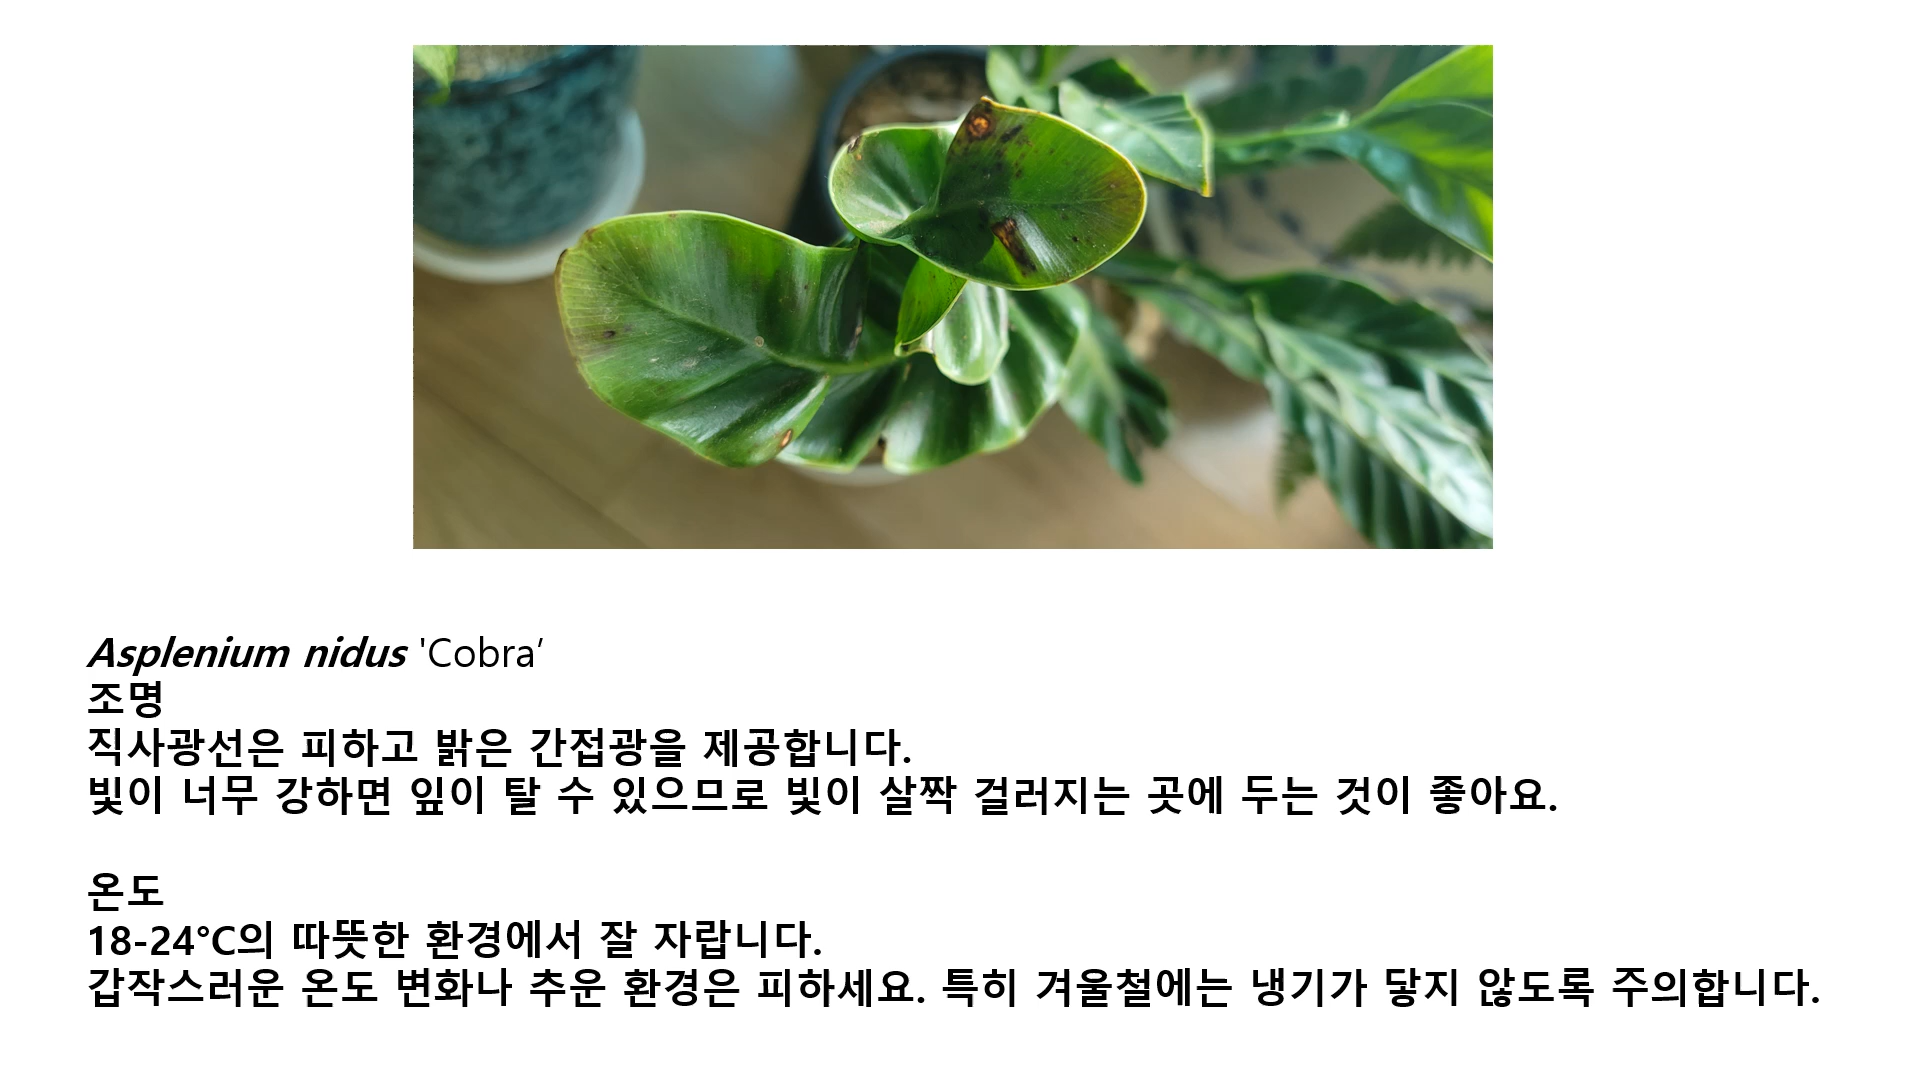 Asplenium nidus 'Cobra’
조명
직사광선은 피하고 밝은 간접광을 제공합니다.
빛이 너무 강하면 잎이 탈 수 있으므로 빛이 살짝 걸러지는 곳에 두는 것이 좋아요.
온도
18-24°C의 따뜻한 환경에서 잘 자랍니다.
갑작스러운 온도 변화나 추운 환경은 피하세요. 특히 겨울철에는 냉기가 닿지 않도록 주의합니다.